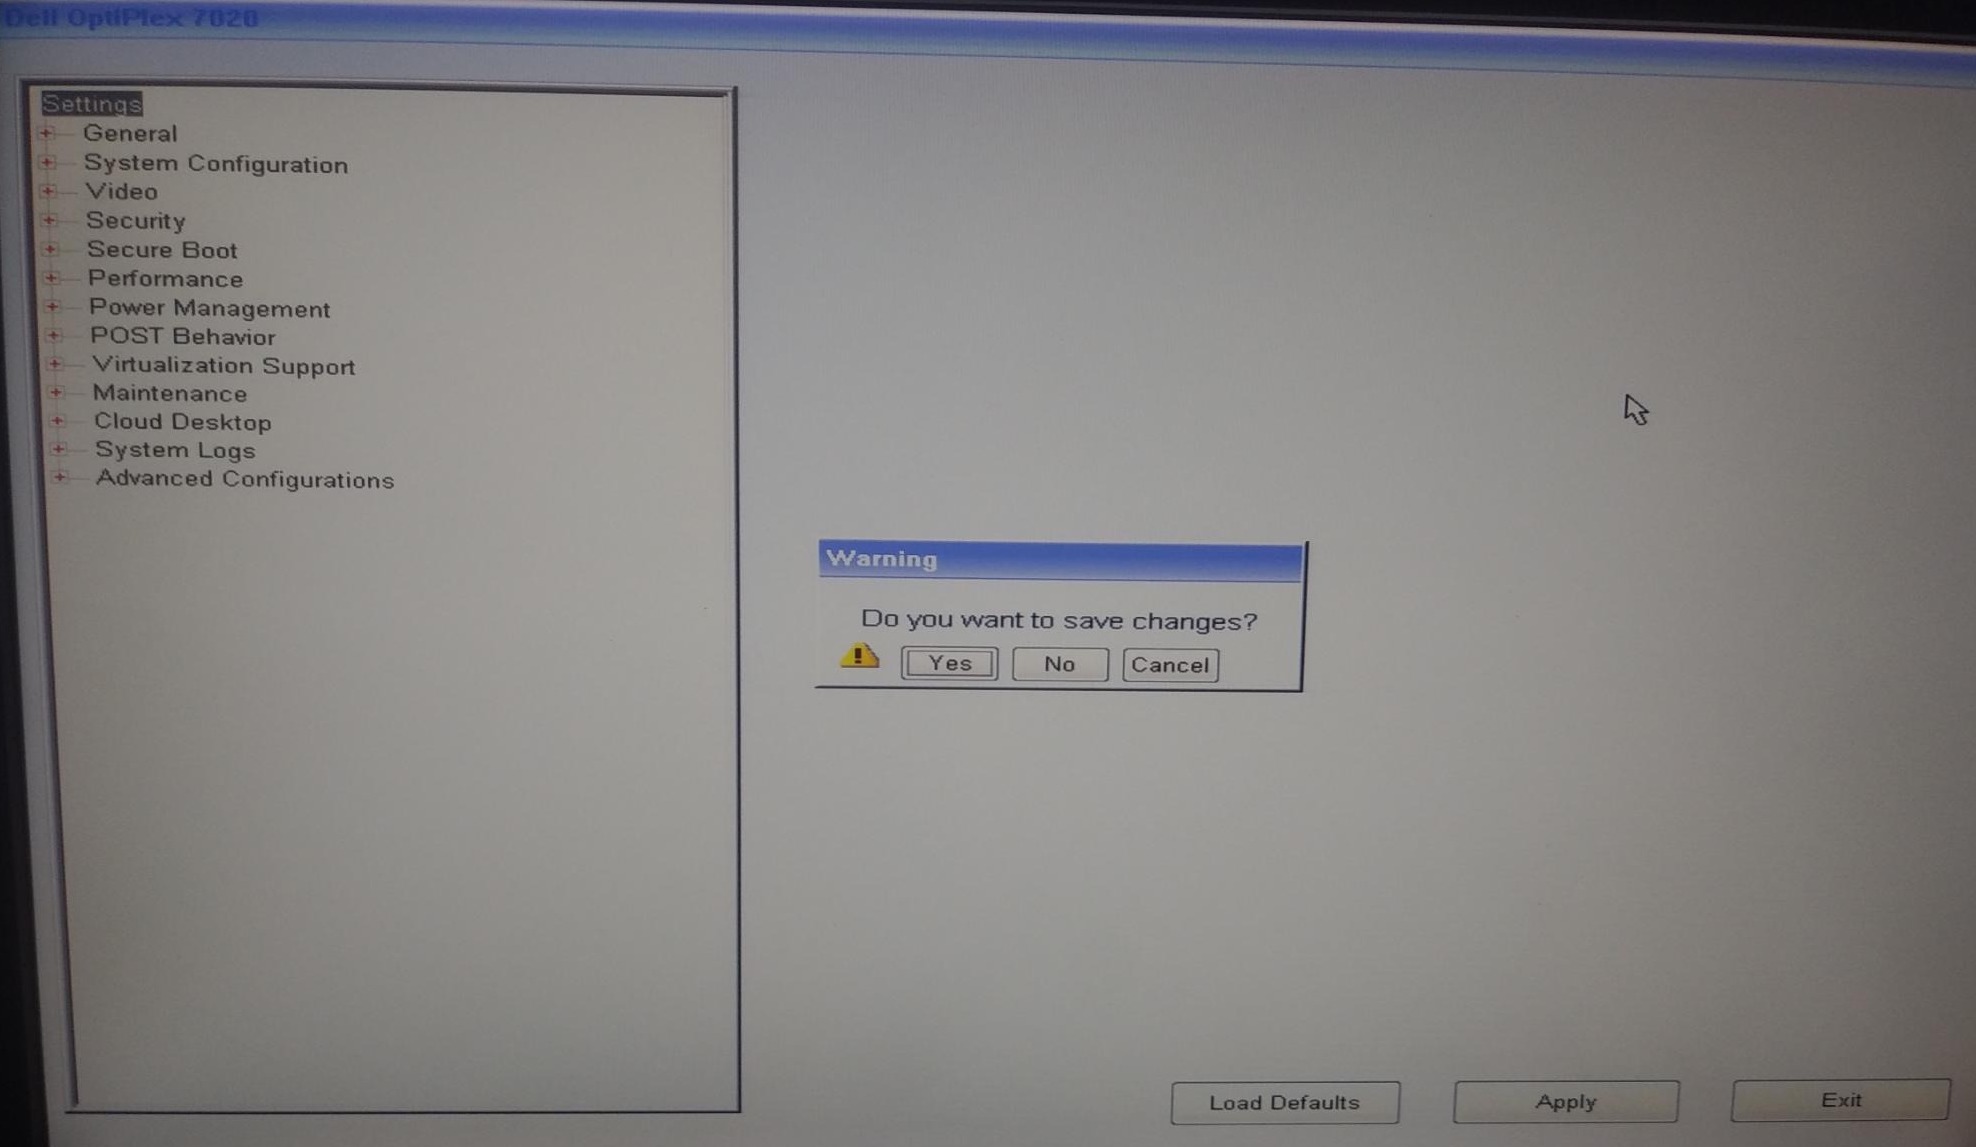 Dell OptiPlex 7020
Settings
General
System Configuration
Video
Security
Secure Boot
Performance
Power Management
POST Behavior
Virtualization Support
Maintenance
Cloud Desktop
System Logs
Advanced Configurations
Warning
Do you want to save changes?
Yes No Cancel
Load Defaults Apply Exit